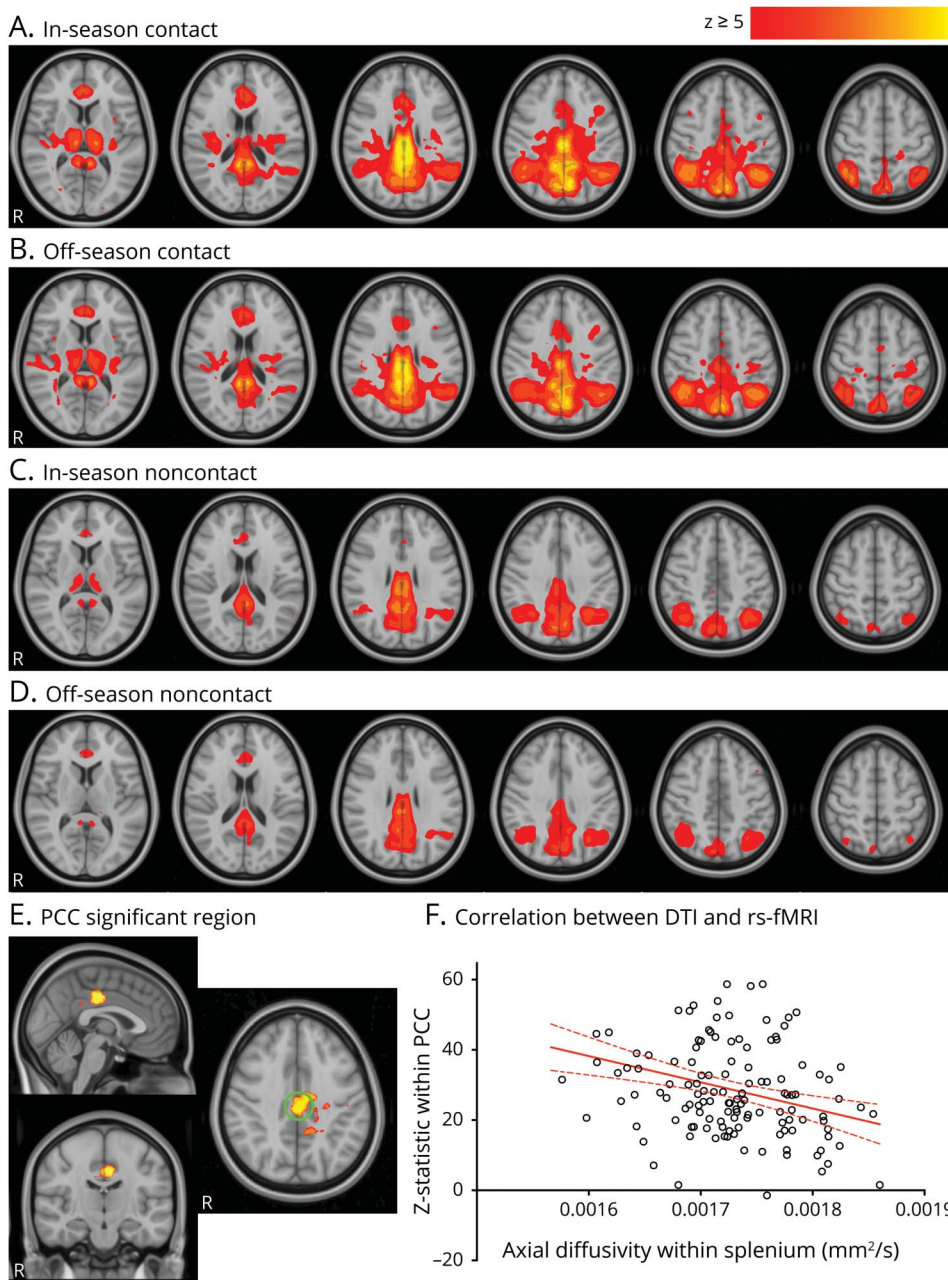 A. In-season contact
z ≥ 5
R
B. Off-season contact
R
C. In-season noncontact
R
D. Off-season noncontact
R
E. PCC significant region
R
R
F. Correlation between DTI and rs-fMRI
Z-statistic within PCC
60
40
20
0
−20
0.0016
0.0017
0.0018
0.0019
Axial diffusivity within splenium (mm²/s)